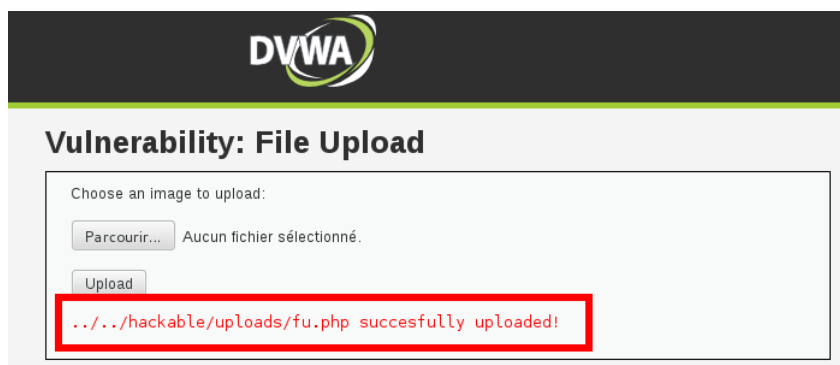 DVWA
Vulnerability: File Upload
Choose an image to upload:
Parcourir... Aucun fichier sélectionné.
Upload
../../hackable/uploads/fu.php succesfully uploaded!